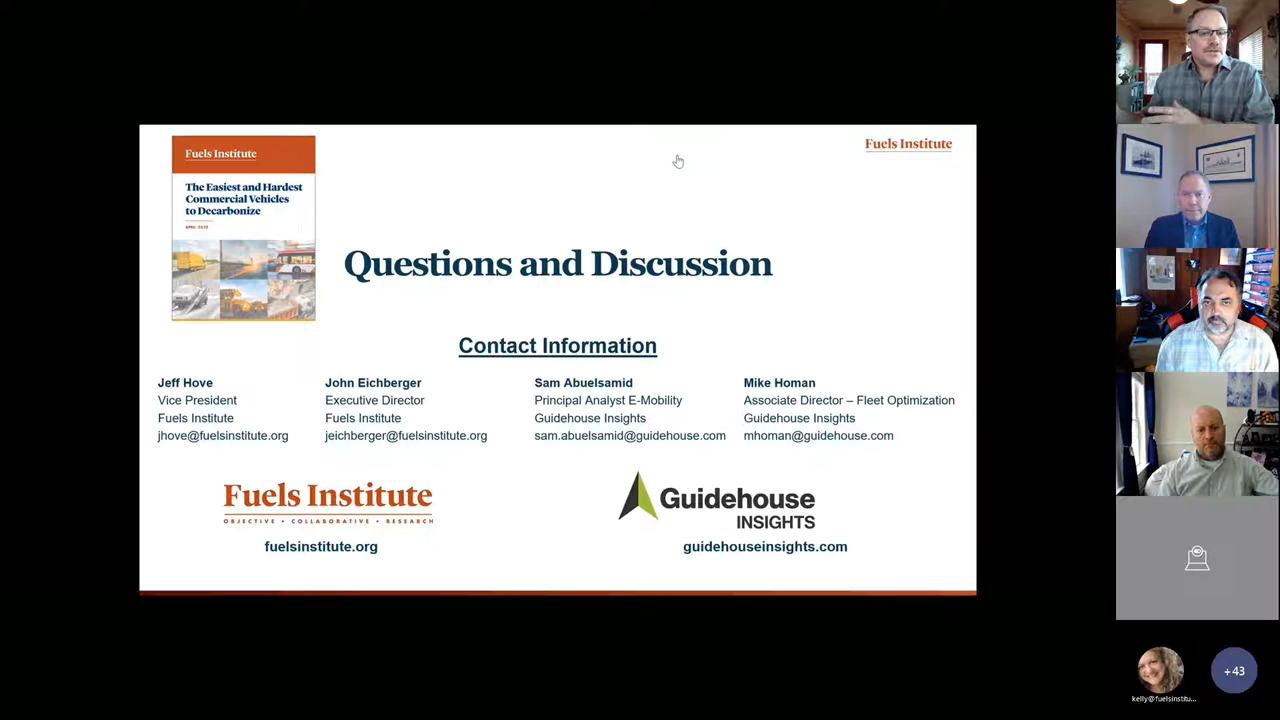 Fuels Institute
The Easiest and Hardest
Commercial Vehicles
to Decarbonize
Fuels Institute
Questions and Discussion
Contact Information
Jeff Hove
Vice President
Fuels Institute
jhove@fuelsinstitute.org
John Eichberger
Executive Director
Fuels Institute
jeichberger@fuelsinstitute.org
Sam Abuelsamid
Principal Analyst E-Mobility
Guidehouse Insights
sam.abuelsamid@guidehouse.com
Mike Homan
Associate Director – Fleet Optimization
Guidehouse Insights
mhoman@guidehouse.com
Fuels Institute
OBJECTIVE • COLLABORATIVE • RESEARCH
fuelsinstitute.org
Guidehouse
INSIGHTS
guidehouseinsights.com
+43
kelly@fuelsinstitu...